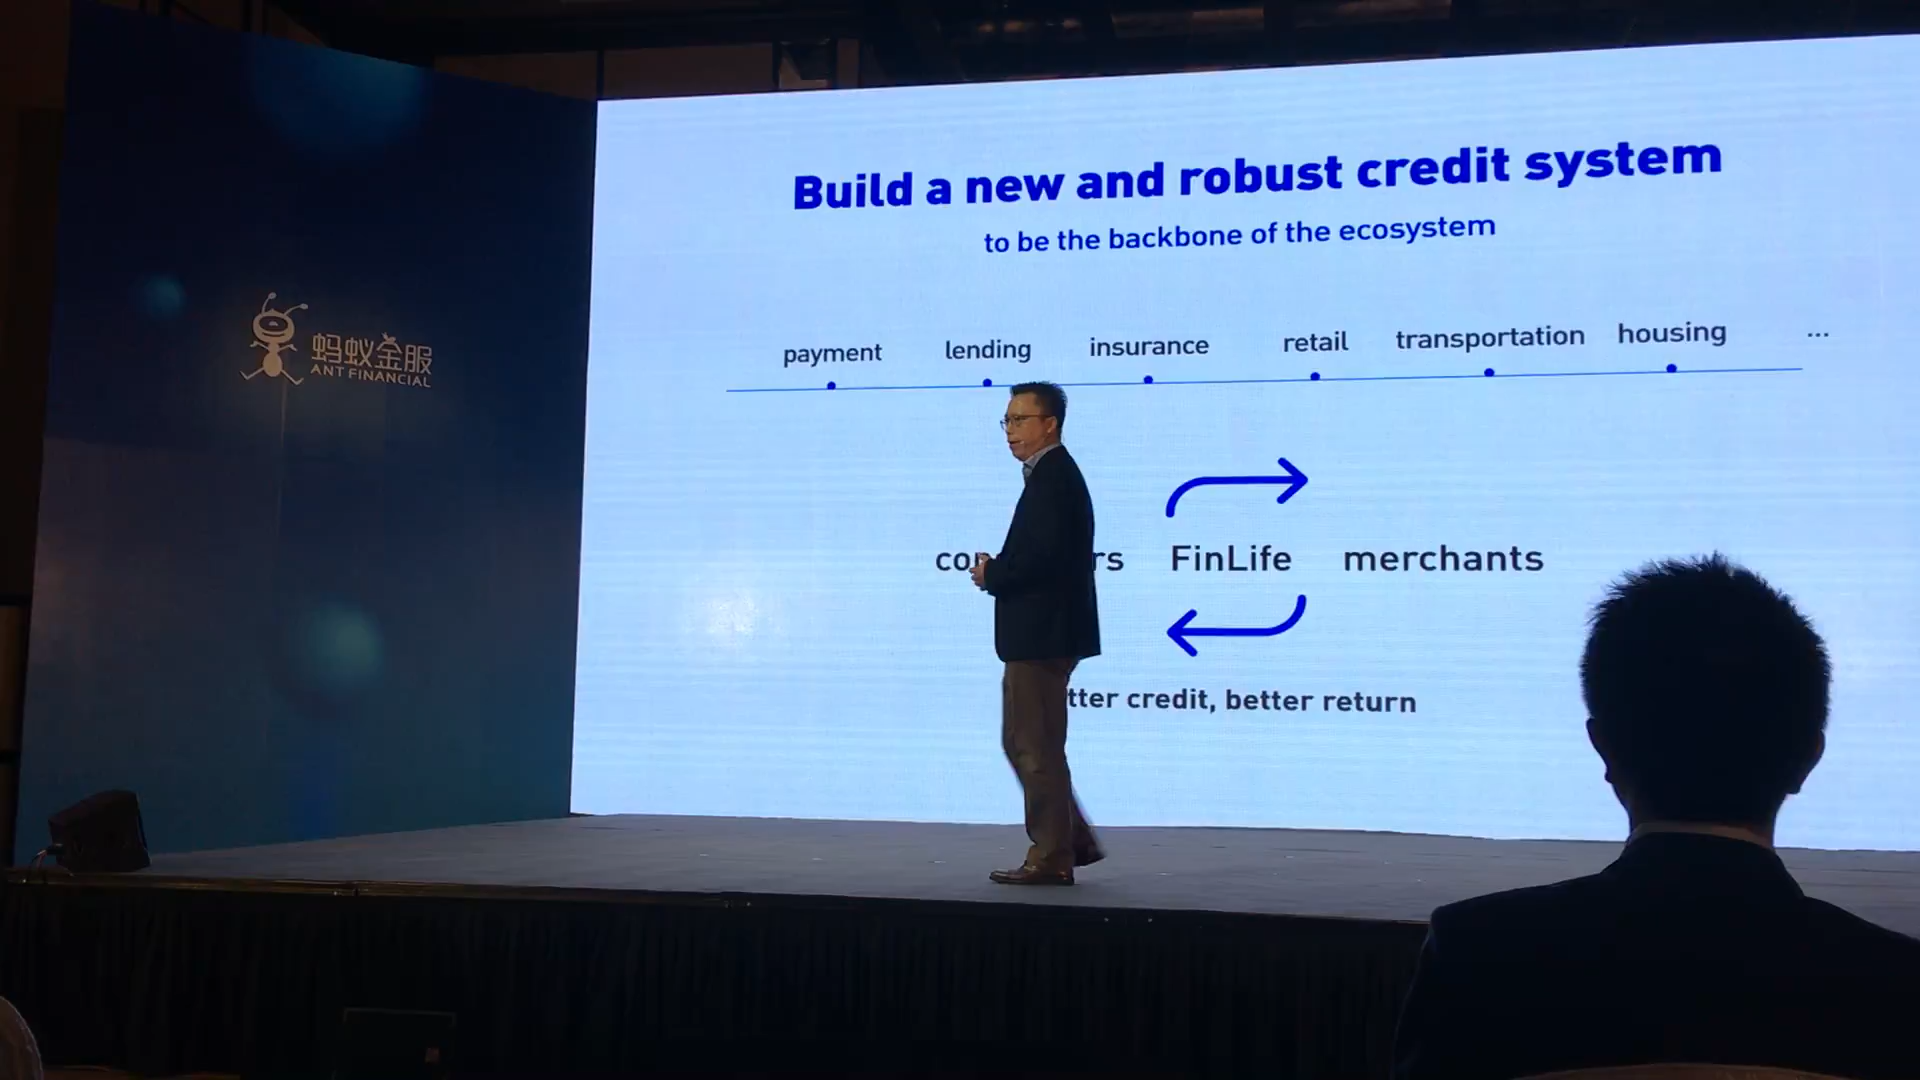 蚂蚁金服
ANT FINANCIAL
Build a new and robust credit system
to be the backbone of the ecosystem
payment lending insurance retail transportation housing ...
FinLife merchants
credit, better return